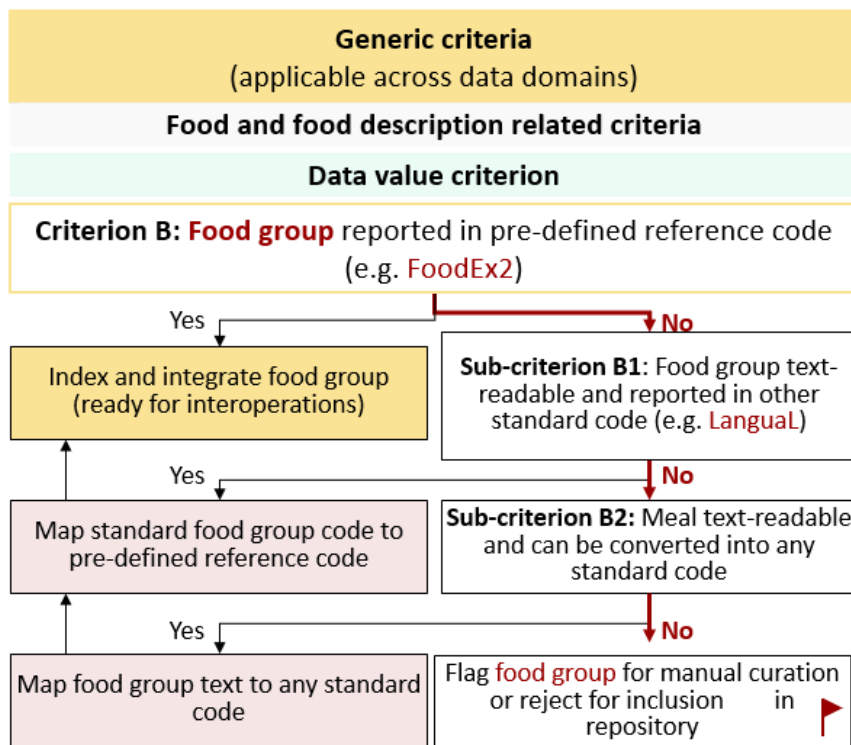 Generic criteria
(applicable across data domains)
Food and food description related criteria
Data value criterion
Criterion B: Food group reported in pre-defined reference code
(e.g. FoodEx2)
Yes
No
Index and integrate food group
(ready for interoperations)
Sub-criterion B1: Food group text-
readable and reported in other
standard code (e.g. LanguaL)
Yes
No
Map standard food group code to
pre-defined reference code
Sub-criterion B2: Meal text-readable
and can be converted into any
standard code
Yes
No
Map food group text to any standard
code
Flag food group for manual curation
or reject for inclusion in
repository